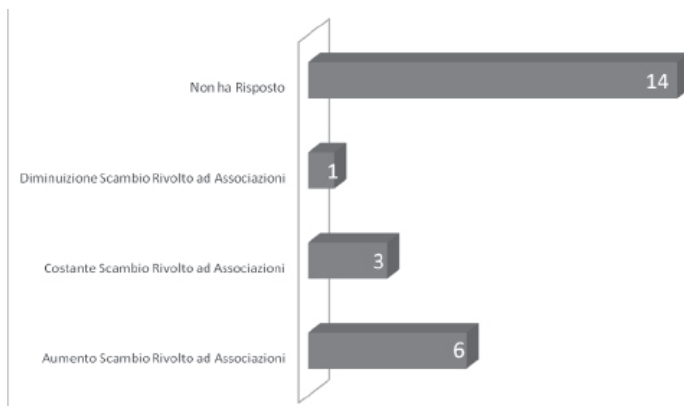 Non ha Risposto
14
Diminuizione Scambio Rivolto ad Associazioni
1
Costante Scambio Rivolto ad Associazioni
3
Aumento Scambio Rivolto ad Associazioni
6